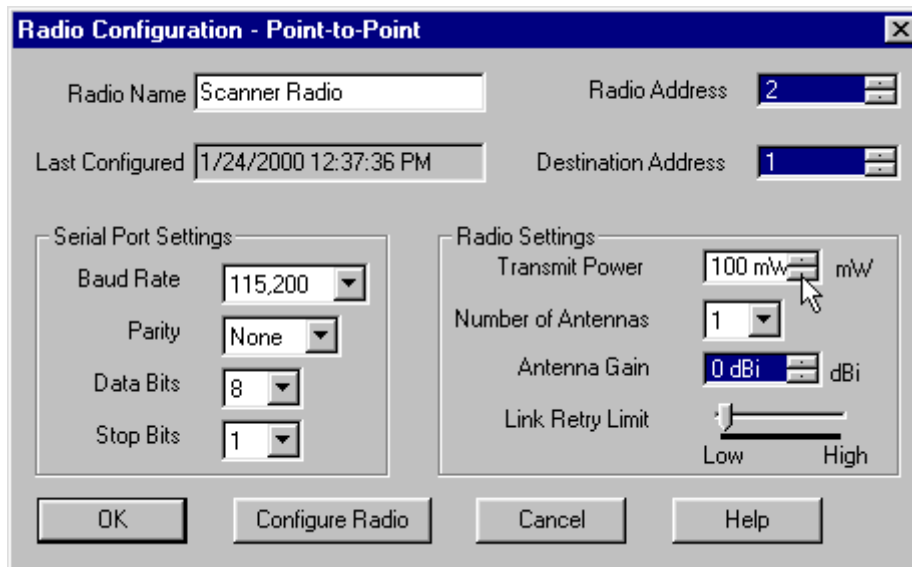 Radio Configuration - Point-to-Point
Radio Name Scanner Radio Radio Address 2
Last Configured 1/24/2000 12:37:36 PM Destination Address 1
Serial Port Settings
Baud Rate 115,200
Parity None
Data Bits 8
Stop Bits 1
Radio Settings
Transmit Power 100 mW mW
Number of Antennas 1
Antenna Gain 0 dBi dBi
Link Retry Limit
Low High
OK Configure Radio Cancel Help